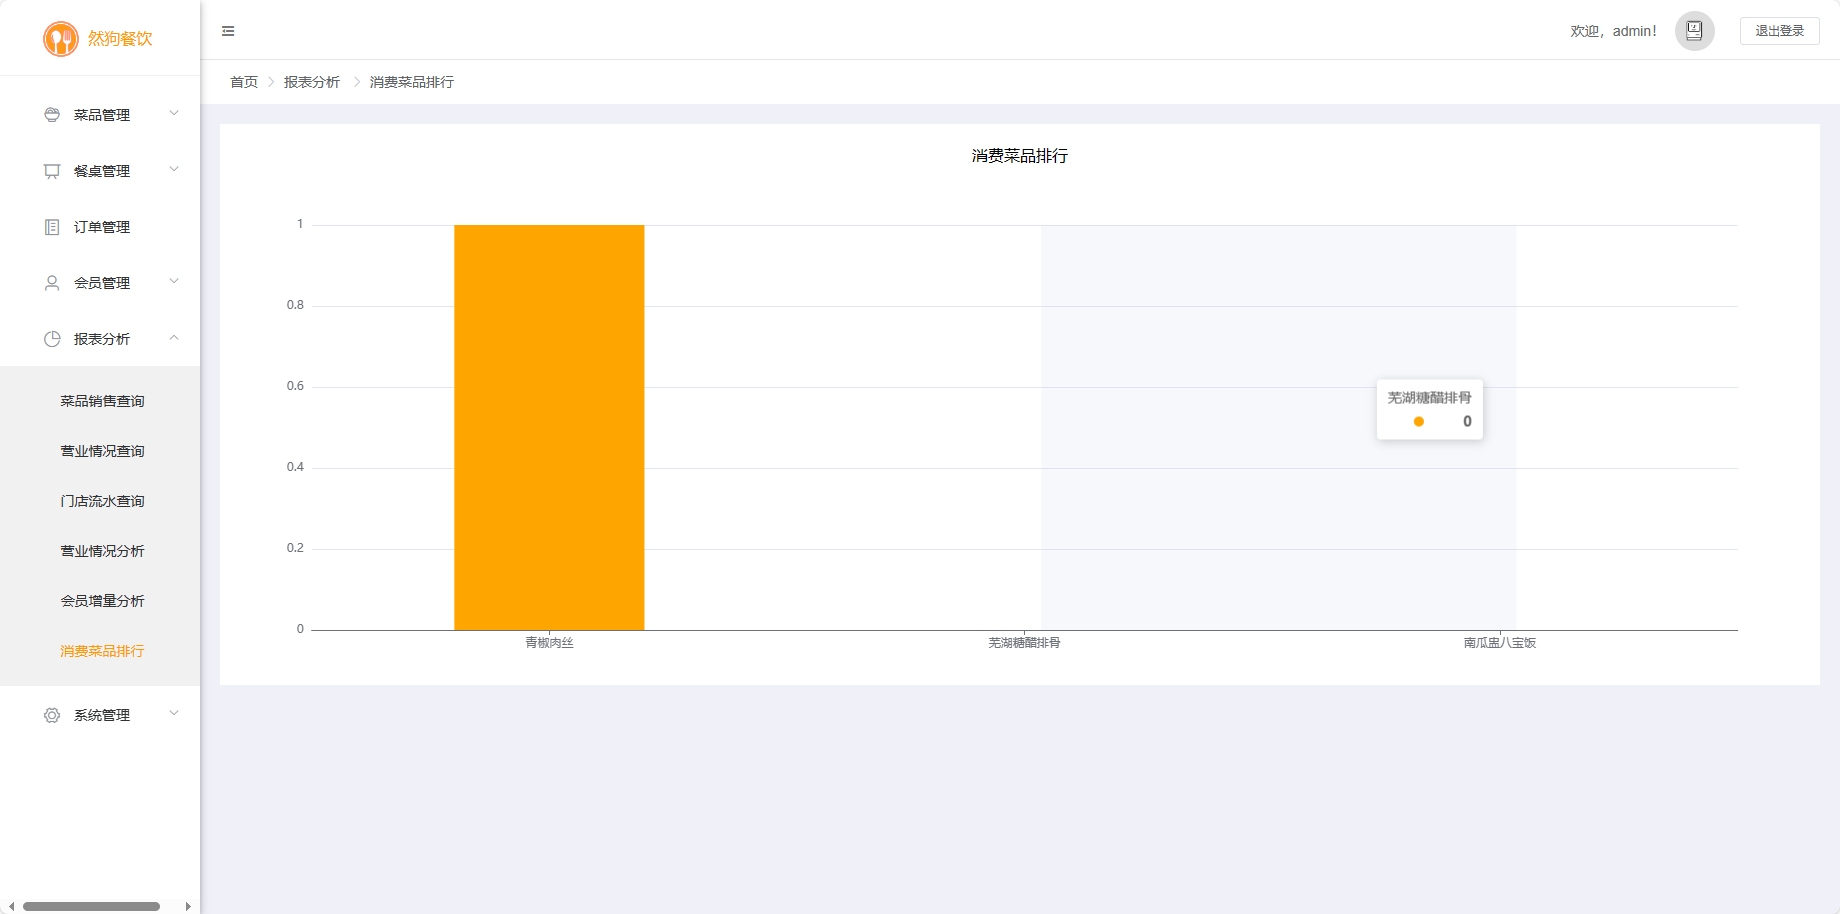 然狗餐饮
欢迎，admin!
退出登录
首页 报表分析 消费菜品排行
菜品管理
餐桌管理
订单管理
会员管理
报表分析
菜品销售查询
营业情况查询
门店流水查询
营业情况分析
会员增量分析
消费菜品排行
系统管理
消费菜品排行
1
0.8
0.6
0.4
0.2
0
芜湖糖醋排骨
0
青椒肉丝
芜湖糖醋排骨
南瓜盅八宝饭